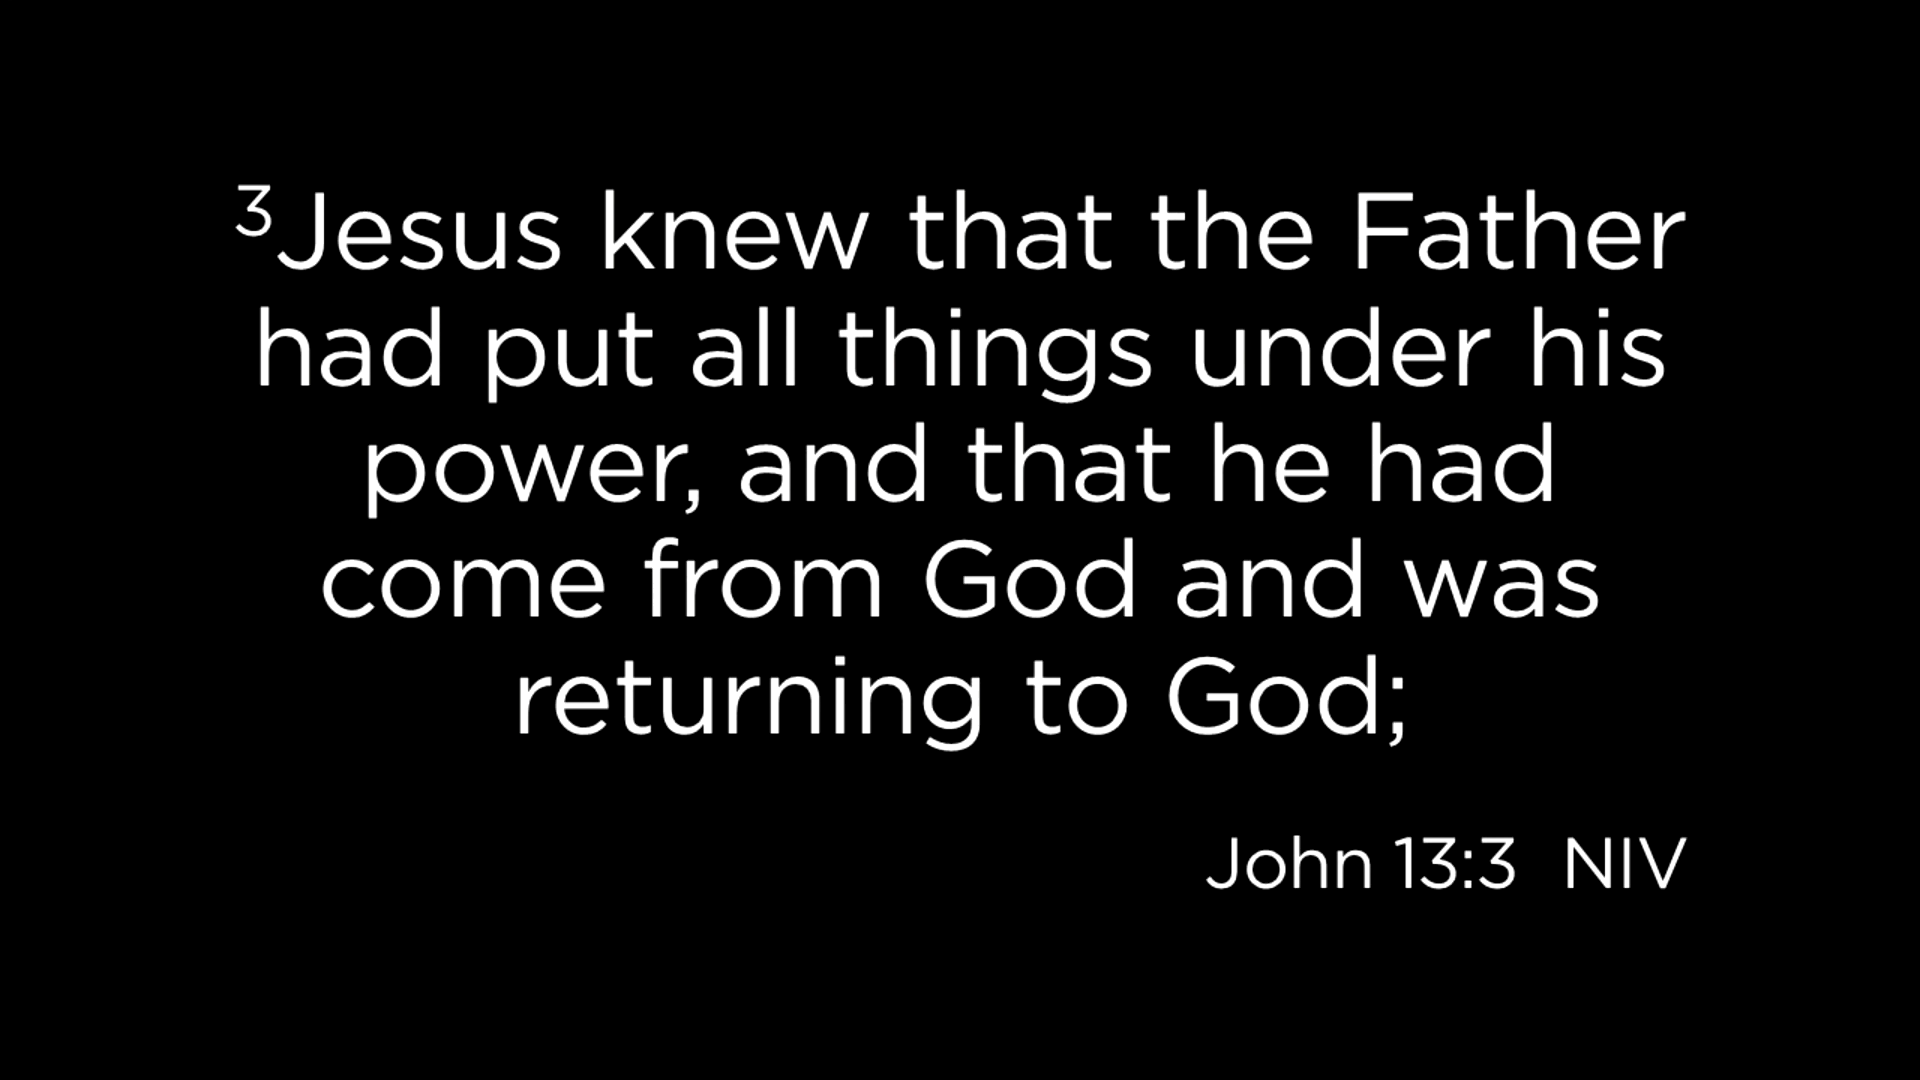 ³Jesus knew that the Father
had put all things under his
power, and that he had
come from God and was
returning to God;
John 13:3 NIV